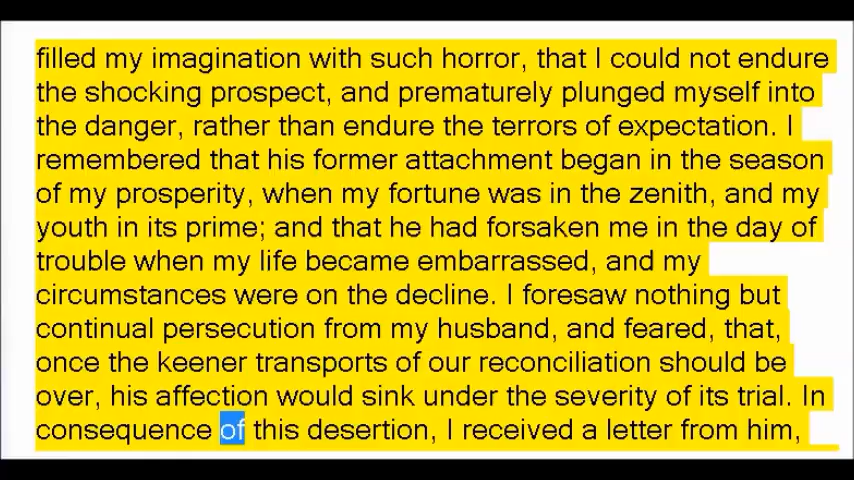 filled my imagination with such horror, that I could not endure
the shocking prospect, and prematurely plunged myself into
the danger, rather than endure the terrors of expectation. I
remembered that his former attachment began in the season
of my prosperity, when my fortune was in the zenith, and my
youth in its prime; and that he had forsaken me in the day of
trouble when my life became embarrassed, and my
circumstances were on the decline. I foresaw nothing but
continual persecution from my husband, and feared, that,
once the keener transports of our reconciliation should be
over, his affection would sink under the severity of its trial. In
consequence of this desertion, I received a letter from him,